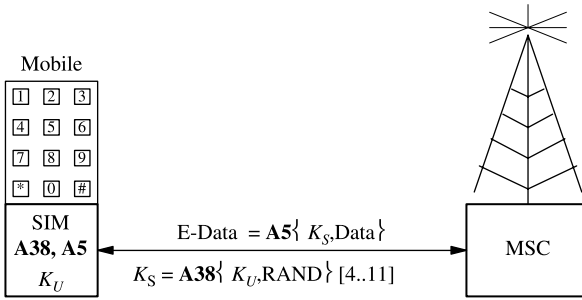 Mobile
1 2 3
4 5 6
7 8 9
* 0 #
SIM
A38, A5
K_U
E-Data = A5{ K_S,Data}
K_S = A38{ K_U,RAND} [4..11]
MSC